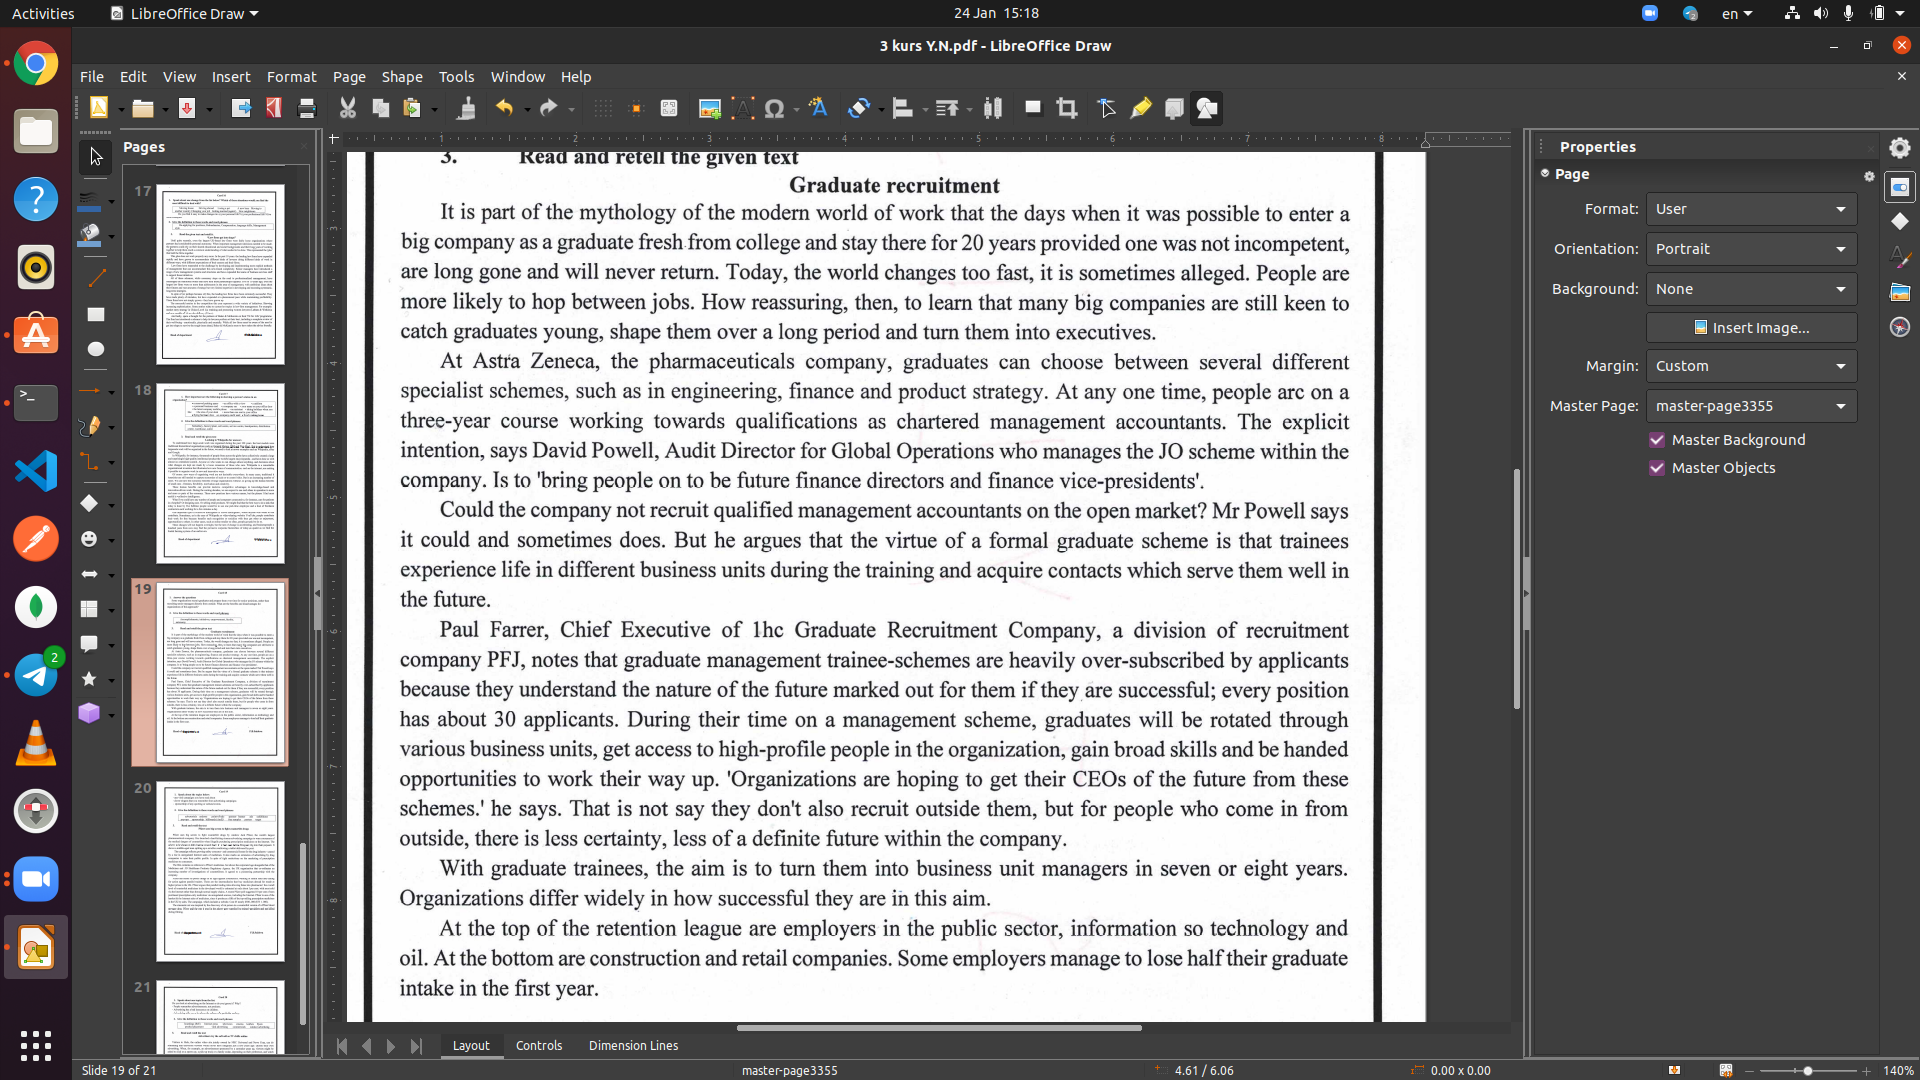 Activities
LibreOffice Draw
24 Jan 15:18
en
3 kurs Y.N.pdf - LibreOffice Draw
File Edit View Insert Format Page Shape Tools Window Help
Pages
17
18
19
20
21
2
1 2 3 4 5 6 7 8
3. Read and retell the given text
Graduate recruitment
It is part of the mythology of the modern world of work that the days when it was possible to enter a
big company as a graduate fresh from college and stay there for 20 years provided one was not incompetent,
are long gone and will never return. Today, the world changes too fast, it is sometimes alleged. People are
more likely to hop between jobs. How reassuring, then, to learn that many big companies are still keen to
catch graduates young, shape them over a long period and turn them into executives.
At Astra Zeneca, the pharmaceuticals company, graduates can choose between several different
specialist schemes, such as in engineering, finance and product strategy. At any one time, people arc on a
three-year course working towards qualifications as chartered management accountants. The explicit
intention, says David Powell, Audit Director for Global Operations who manages the JO scheme within the
company. Is to 'bring people on to be future finance directors and finance vice-presidents'.
Could the company not recruit qualified management accountants on the open market? Mr Powell says
it could and sometimes does. But he argues that the virtue of a formal graduate scheme is that trainees
experience life in different business units during the training and acquire contacts which serve them well in
the future.
Paul Farrer, Chief Executive of 1hc Graduate Recruitment Company, a division of recruitment
company PFJ, notes that graduate management trainee-schemes are heavily over-subscribed by applicants
because they understand the nature of the future marked out for them if they are successful; every position
has about 30 applicants. During their time on a management scheme, graduates will be rotated through
various business units, get access to high-profile people in the organization, gain broad skills and be handed
opportunities to work their way up. 'Organizations are hoping to get their CEOs of the future from these
schemes.' he says. That is not say they don't also recruit outside them, but for people who come in from
outside, there is less certainty, less of a definite future within the company.
With graduate trainees, the aim is to turn them into business unit managers in seven or eight years.
Organizations differ widely in how successful they are in this aim.
At the top of the retention league are employers in the public sector, information so technology and
oil. At the bottom are construction and retail companies. Some employers manage to lose half their graduate
intake in the first year.
Properties
Page
Format: User
Orientation: Portrait
Background: None
Insert Image...
Margin: Custom
Master Page: master-page3355
Master Background
Master Objects
Layout Controls Dimension Lines
Slide 19 of 21
master-page3355
4.61 / 6.06
0.00 x 0.00
140%